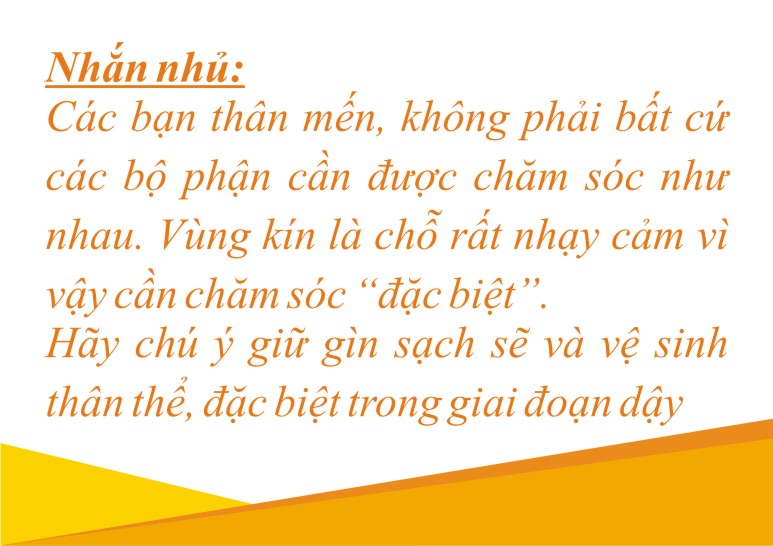 Nhắn nhủ:
Các bạn thân mến, không phải bất cứ
các bộ phận cần được chăm sóc như
nhau. Vùng kín là chỗ rất nhạy cảm vì
vậy cần chăm sóc “đặc biệt”.
Hãy chú ý giữ gìn sạch sẽ và vệ sinh
thân thể, đặc biệt trong giai đoạn dậy